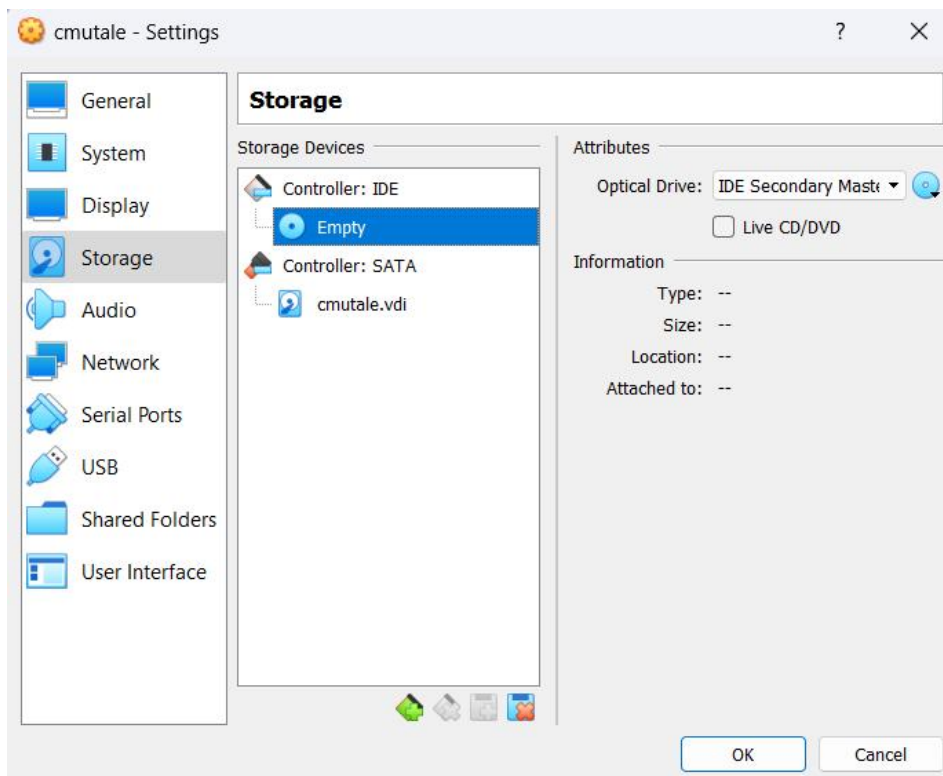 cmutale - Settings ?
General
System
Display
Storage
Audio
Network
Serial Ports
USB
Shared Folders
User Interface
Storage
Storage Devices
Controller: IDE
Empty
Controller: SATA
cmutale.vdi
Attributes
Optical Drive: IDE Secondary Maste
Live CD/DVD
Information
Type: --
Size: --
Location: --
Attached to: --
OK Cancel